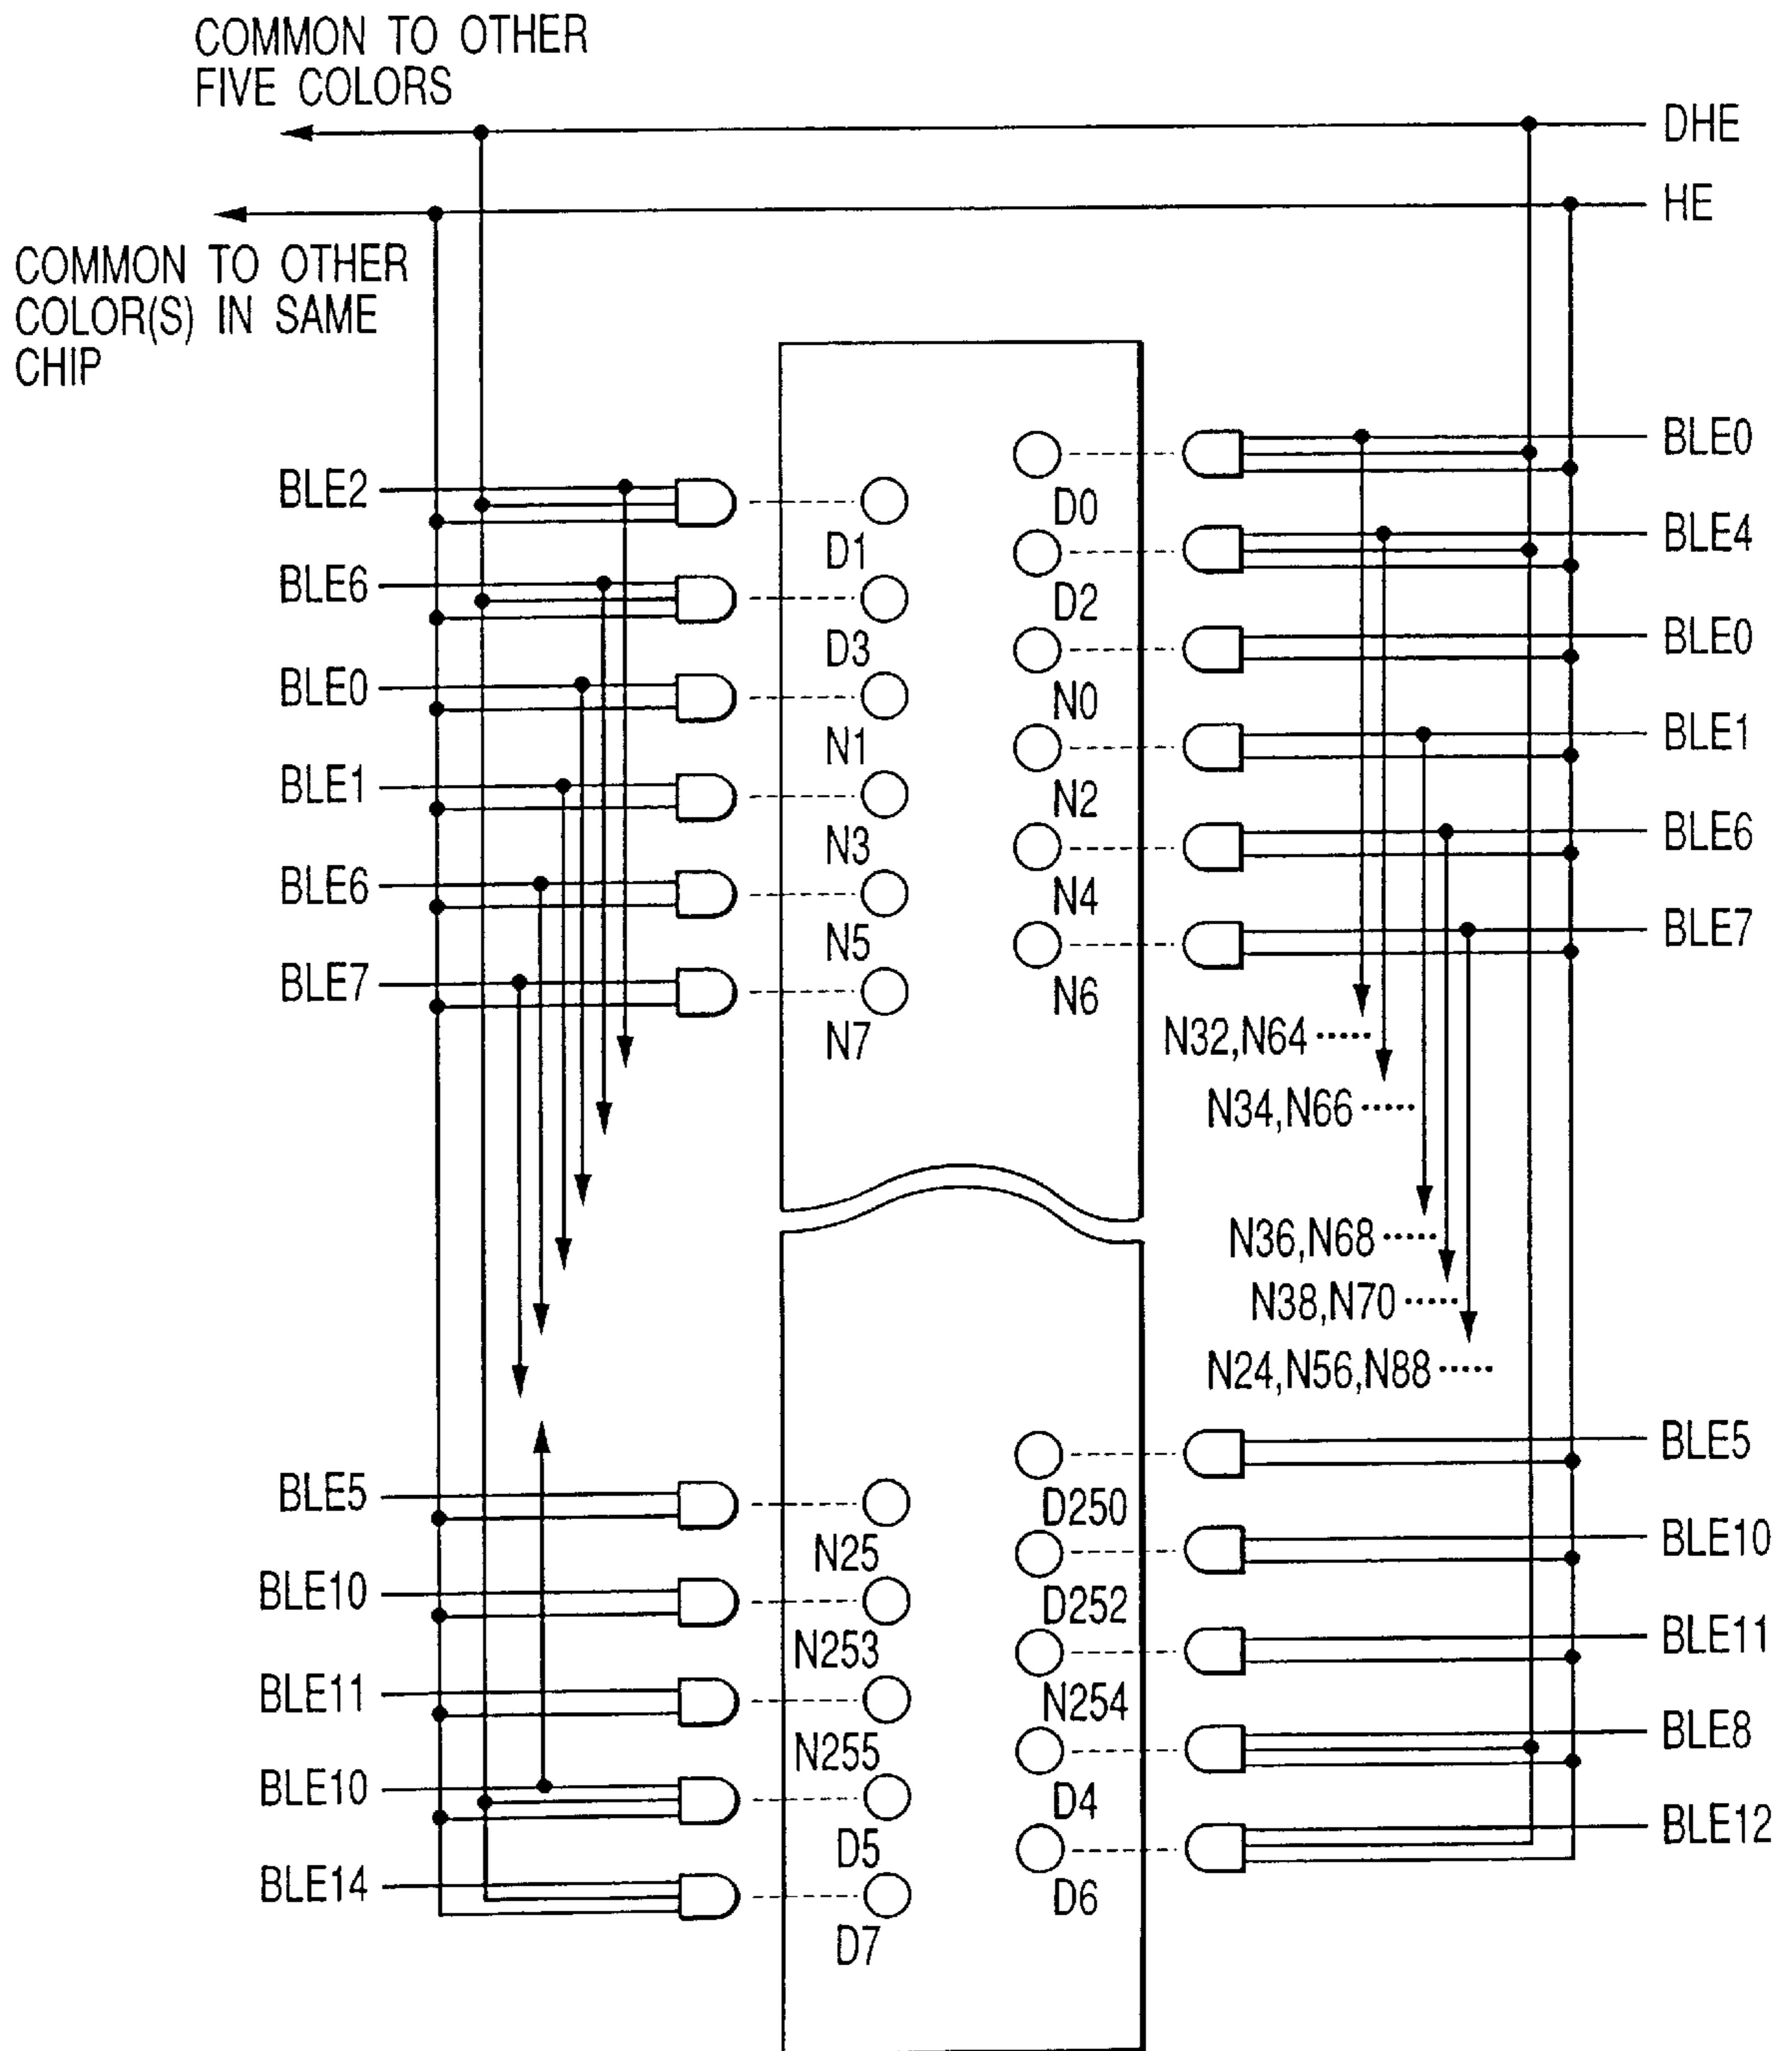 COMMON TO OTHER
FIVE COLORS
DHE
HE
COMMON TO OTHER
COLOR(S) IN SAME
CHIP
BLE0
D0
BLE2
D1
BLE4
D2
BLE6
D3
BLE0
N0
BLE0
N1
BLE1
N2
BLE1
N3
BLE6
N4
BLE6
N5
BLE7
N6
BLE7
N7
N32,N64·····
N34,N66·····
N36,N68·····
N38,N70·····
N24,N56,N88·····
BLE5
D250
BLE5
N25
BLE10
D252
BLE10
N253
BLE11
N254
BLE11
N255
BLE8
D4
BLE10
D5
BLE12
D6
BLE14
D7